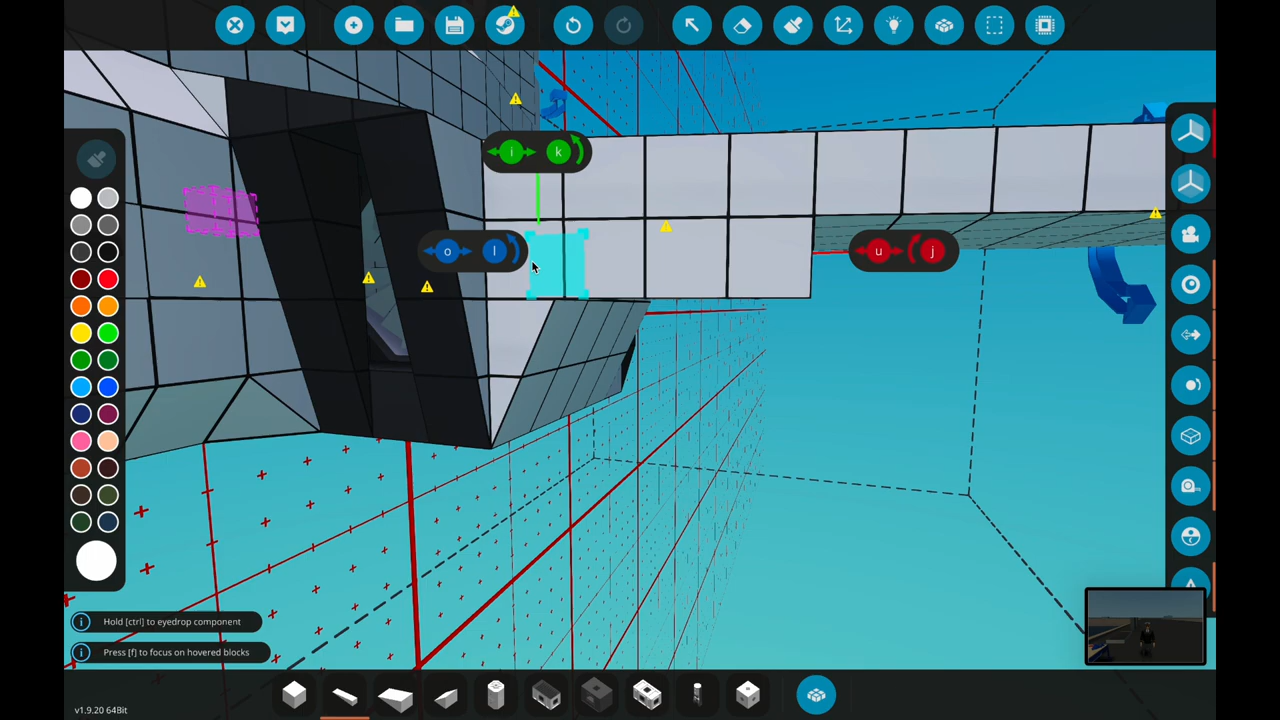 i k
o l
u j
Hold [ctrl] to eyedrop component
Press [f] to focus on hovered blocks
v1.9.20 64Bit